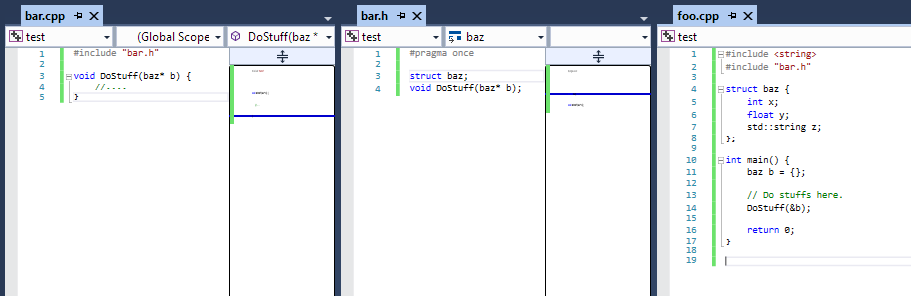 bar.cpp
test
(Global Scope
DoStuff(baz *
1 #include "bar.h"
2
3 void DoStuff(baz* b) {
4 //....
5 }
bar.h
test
baz
1 #pragma once
2
3 struct baz;
4 void DoStuff(baz* b);
foo.cpp
test
1 #include <string>
2 #include "bar.h"
3
4 struct baz {
5 int x;
6 float y;
7 std::string z;
8 };
9
10 int main() {
11 baz b = {};
12
13 // Do stuffs here.
14 DoStuff(&b);
15
16 return 0;
17 }
18
19